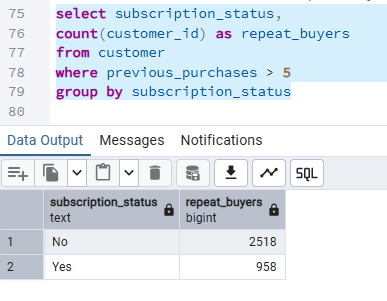 75 select subscription_status,
76 count(customer_id) as repeat_buyers
77 from customer
78 where previous_purchases > 5
79 group by subscription_status
80
Data Output Messages Notifications
SQL
subscription_status text repeat_buyers bigint
1 No 2518
2 Yes 958